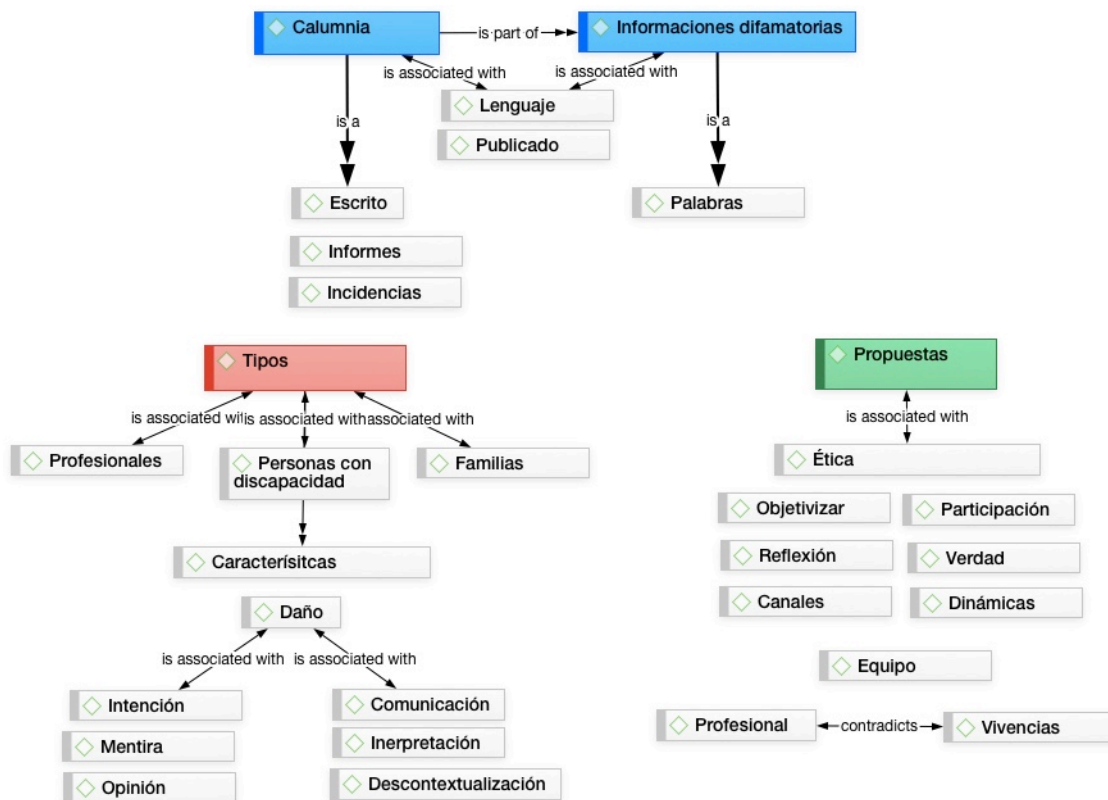 Calumnia
is part of
Informaciones difamatorias
is associated with
is associated with
Lenguaje
is a
is a
Publicado
Escrito
Palabras
Informes
Incidencias
Tipos
Propuestas
is associated wit
is associated with
associated with
is associated with
Profesionales
Personas con
discapacidad
Familias
Ética
Objetivizar
Participación
Caracterísitcas
Reflexión
Verdad
Canales
Dinámicas
Daño
is associated with
is associated with
Equipo
Intención
Comunicación
Profesional
contradicts
Vivencias
Mentira
Inerpretación
Opinión
Descontextualización